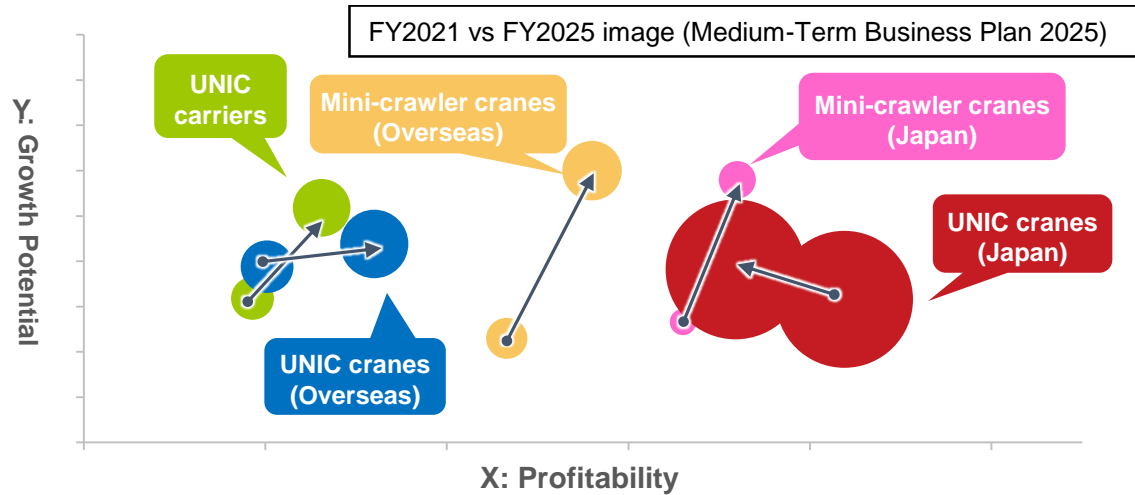 FY2021 vs FY2025 image (Medium-Term Business Plan 2025)
UNIC
carriers
Mini-crawler cranes
(Overseas)
Mini-crawler cranes
(Japan)
UNIC cranes
(Japan)
UNIC cranes
(Overseas)
Y: Growth Potential
X: Profitability